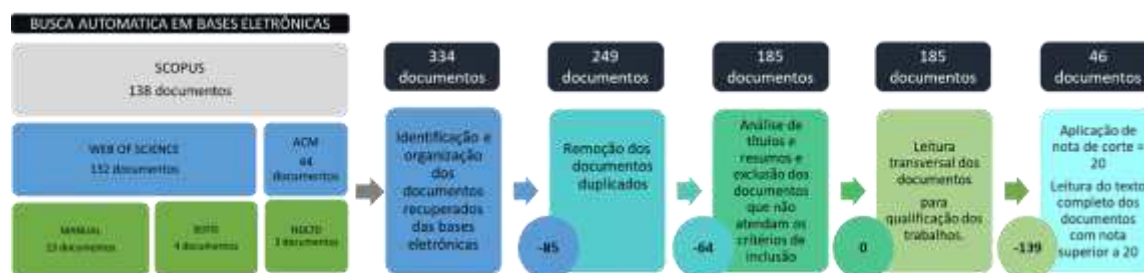 BUSCA AUTOMATICA EM BASES ELETRÔNICAS
SCOPUS
138 documentos
WEB OF SCIENCE
132 documentos
ACM
44
documentos
MANUAL
13 documentos
4 documentos
3 documentos
334
documentos
Identificação e
organização
dos
documentos
recuperados
das bases
eletrônicas
-85
249
documentos
Remoção dos
documentos
duplicados
-64
185
documentos
Análise de
títulos e
resumos e
exclusão dos
documentos
que não
atendam os
critérios de
inclusão
0
185
documentos
Leitura
transversal dos
documentos
para
qualificação dos
trabalhos.
-139
46
documentos
Aplicação de
nota de corte =
20
Leitura do texto
completo dos
documentos
com nota
superior a 20